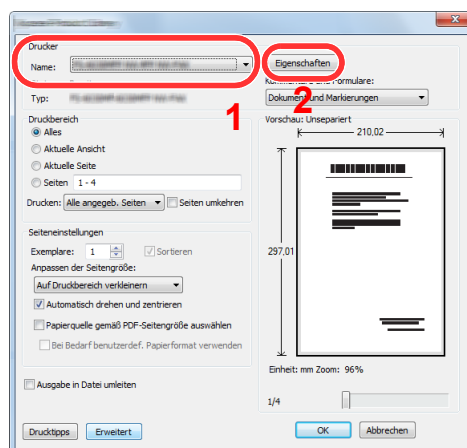 Drucker
Name:
Eigenschaften
1
2
Kommentare und Formulare:
Typ:
Dokument und Markierungen
Druckbereich
Alles
Aktuelle Ansicht
Aktuelle Seite
Seiten 1 - 4
Drucken: Alle angegeb. Seiten Seiten umkehren
Vorschau: Unsepariert
210,02
297,01
Seiteneinstellungen
Exemplare: 1 Sortieren
Anpassen der Seitengröße:
Auf Druckbereich verkleinern
Automatisch drehen und zentrieren
Papierquelle gemäß PDF-Seitengröße auswählen
Bei Bedarf benutzerdef. Papierformat verwenden
Einheit: mm Zoom: 96%
Ausgabe in Datei umleiten
1/4
Drucktipps Erweitert OK Abbrechen